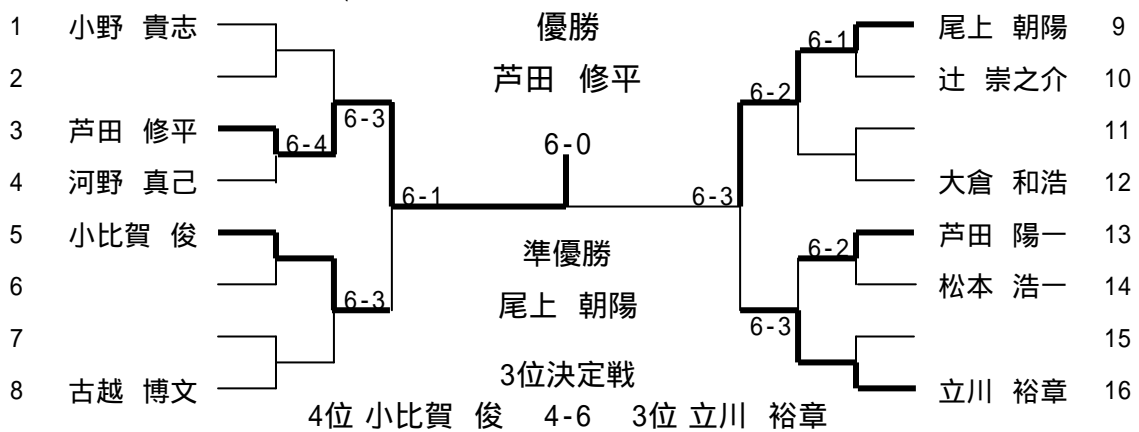 1 小野 貴志 優勝 尾上 朝陽 9
6-1
2 芦田 修平 辻 崇之介 10
6-2
3 芦田 修平 6-3 11
6-4 6-0
4 河野 真己 大倉 和浩 12
6-1 6-3
5 小比賀 俊 芦田 陽一 13
準優勝 6-2
6 松本 浩一 14
6-3 尾上 朝陽
7 6-3 15
3位決定戦
8 古越 博文 立川 裕章 16
4位 小比賀 俊 4-6 3位 立川 裕章